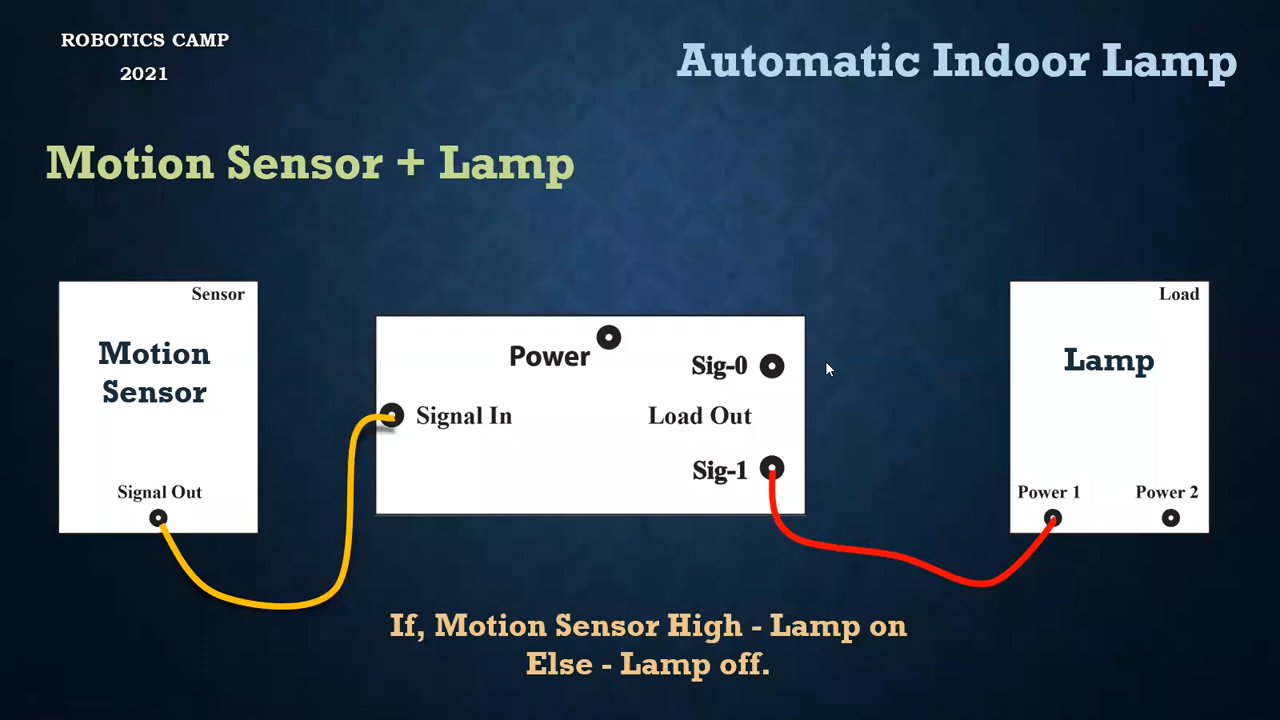 ROBOTICS CAMP
2021
Automatic Indoor Lamp
Motion Sensor + Lamp
Sensor
Motion
Sensor
Signal Out
Power
Sig-0
Signal In
Load Out
Sig-1
Load
Lamp
Power 1
Power 2
If, Motion Sensor High - Lamp on
Else - Lamp off.